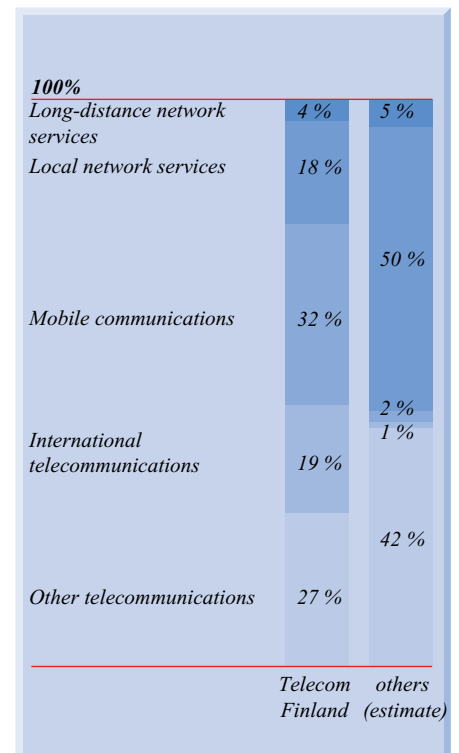 100%
Long-distance network 4 % 5 %
services
Local network services 18 %
50 %
Mobile communications 32 %
2 %
1 %
International
telecommunications 19 %
42 %
Other telecommunications 27 %
Telecom others
Finland (estimate)